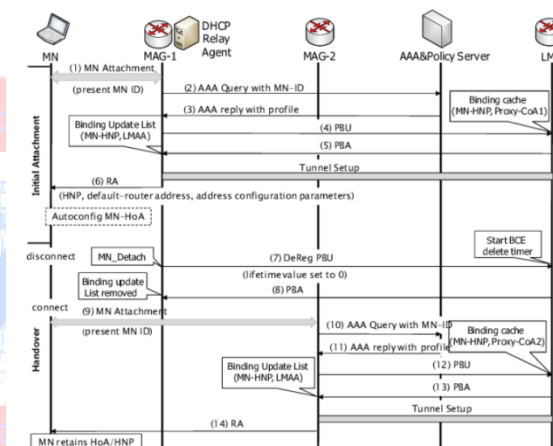 DHCP
Relay
Agent
MN
MAG-1
MAG-2
AAA&Policy Server
LM
(1) MN Attachment
(present MN ID)
(2) AAA Query with MN-ID
(3) AAA reply with profile
Binding cache
(MN-HNP, Proxy-CoA1)
Binding Update List
(MN-HNP, LMAA)
(4) PBU
(5) PBA
Tunnel Setup
(6) RA
(HNP, default-router address, address configuration parameters)
Autoconfig MN-HoA
Initial Attachment
disconnect
MN_Detach
(7) DeReg PBU
(lifetime value set to 0)
Start BCE
delete timer
Binding update
List removed
(8) PBA
connect
(9) MN Attachment
(present MN ID)
(10) AAA Query with MN-ID
(11) AAA reply with profile
Binding cache
(MN-HNP, Proxy-CoA2)
Handover
Binding Update List
(MN-HNP, LMAA)
(12) PBU
(13) PBA
Tunnel Setup
(14) RA
MN retains HoA/HNP